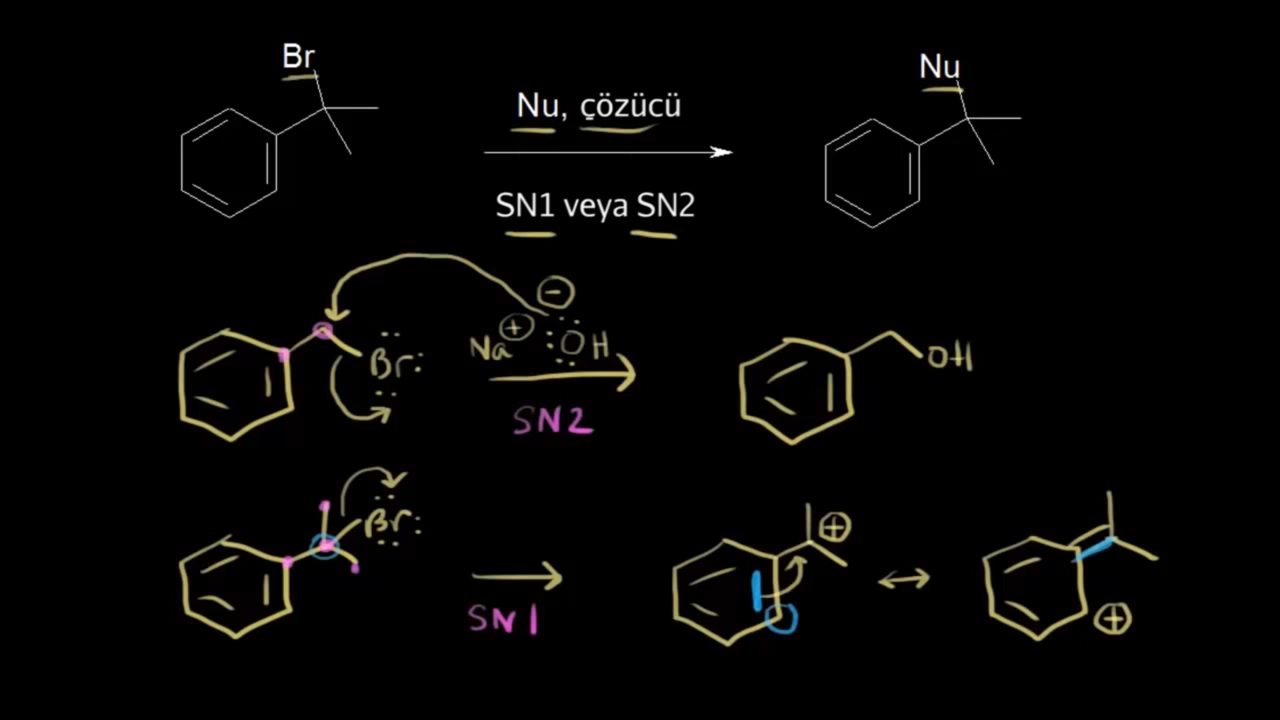 Br
Nu
Nu, çözücü
SN1 veya SN2
Br
Na OH
OH
SN2
Br
SN1